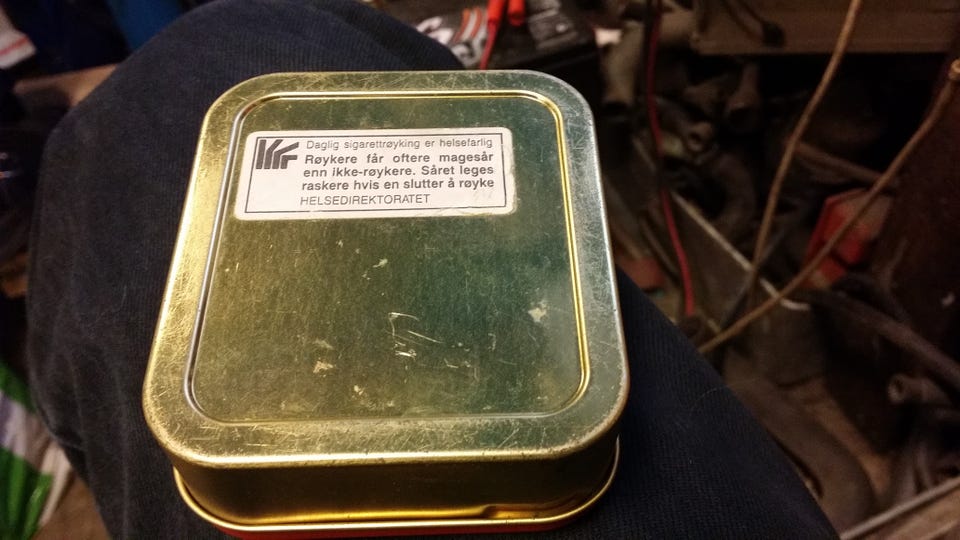 Daglig sigarettrøyking er helsefarlig
Røykere får oftere magesår
enn ikke-røykere. Såret leges
raskere hvis en slutter å røyke
HELSEDIREKTORATET